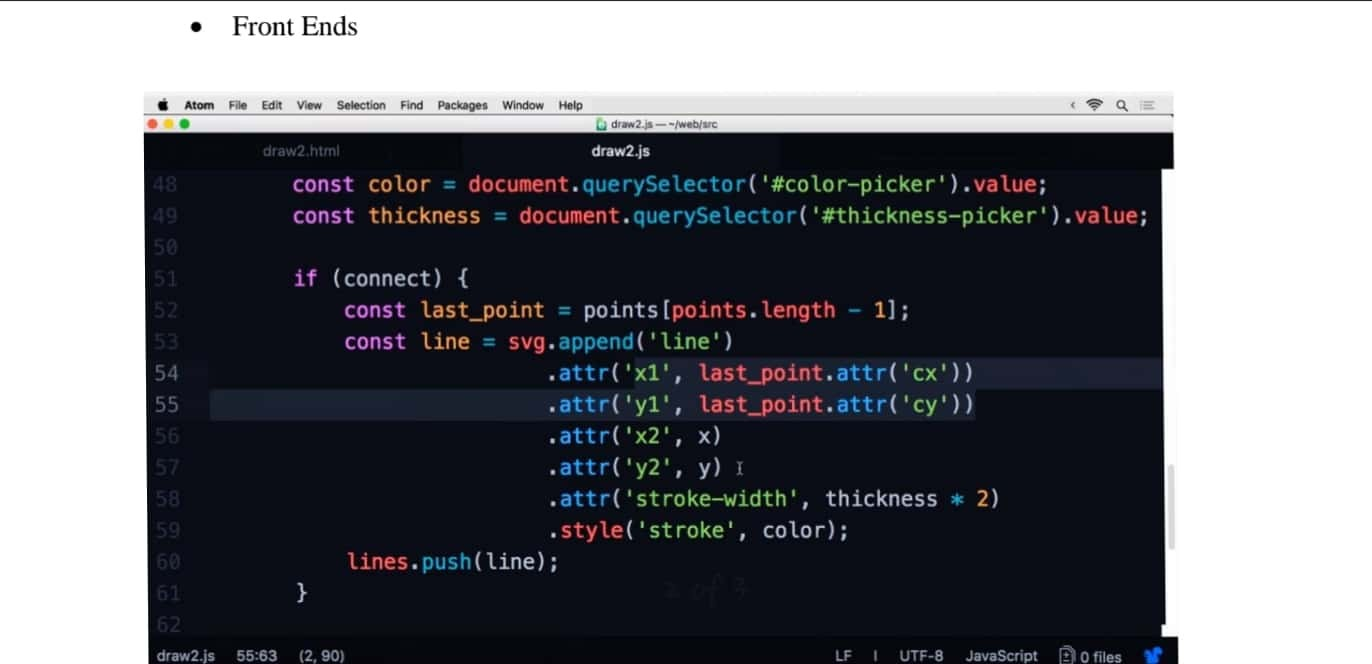 • Front Ends
Atom File Edit View Selection Find Packages Window Help
draw2.js — ~/web/src
draw2.html draw2.js
48 const color = document.querySelector('#color-picker').value;
49 const thickness = document.querySelector('#thickness-picker').value;
50
51 if (connect) {
52 const last_point = points[points.length - 1];
53 const line = svg.append('line')
54 .attr('x1', last_point.attr('cx'))
55 .attr('y1', last_point.attr('cy'))
56 .attr('x2', x)
57 .attr('y2', y)
58 .attr('stroke-width', thickness * 2)
59 .style('stroke', color);
60 lines.push(line);
61 }
2 of 3
62
draw2.js 55:63 (2, 90) LF UTF-8 JavaScript 0 files